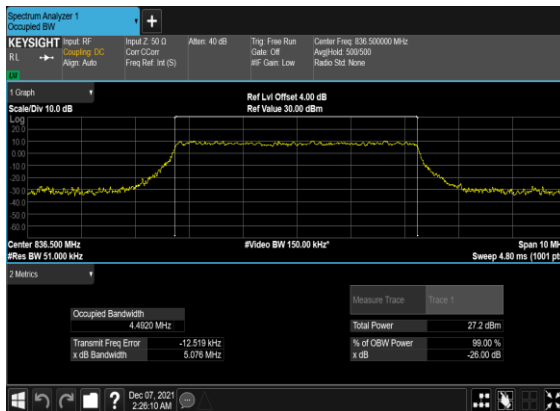 Spectrum Analyzer 1
Occupied BW
KEYSIGHT
RL
Input: RF
Coupling: DC
Align: Auto
Input Z: 50 Ω
Corr CCorr
Freq Ref: Int (S)
Atten: 40 dB
Trig: Free Run
Gate: Off
#IF Gain: Low
Center Freq: 836.500000 MHz
Avg|Hold: 500/500
Radio Std: None
1 Graph
Scale/Div 10.0 dB
Ref Lvl Offset 4.00 dB
Ref Value 30.00 dBm
Log
20.0
10.0
0.00
-10.0
-20.0
-30.0
-40.0
-50.0
-60.0
Center 836.500 MHz
#Res BW 51.000 kHz
#Video BW 150.00 kHz*
Span 10 MH
Sweep 4.80 ms (1001 pt
2 Metrics
Measure Trace
Trace 1
Occupied Bandwidth
4.4920 MHz
Total Power
27.2 dBm
Transmit Freq Error
-12.519 kHz
% of OBW Power
99.00 %
x dB Bandwidth
5.076 MHz
x dB
-26.00 dB
?
Dec 07, 2021
2:26:10 AM